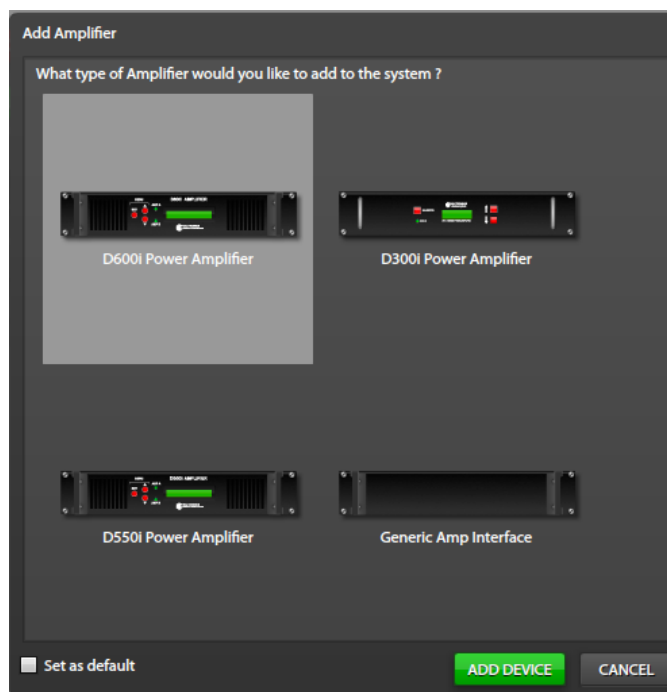 Add Amplifier
What type of Amplifier would you like to add to the system ?
D600i Power Amplifier
D300i Power Amplifier
D550i Power Amplifier
Generic Amp Interface
Set as default
ADD DEVICE
CANCEL